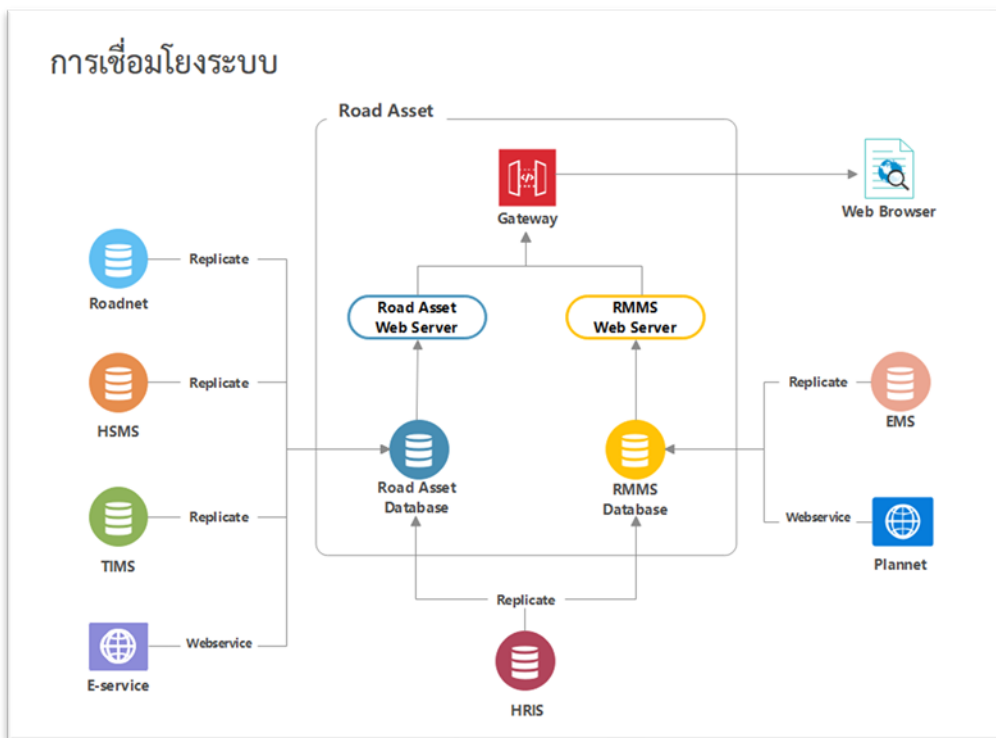 การเชื่อมโยงระบบ
Road Asset
Gateway
Web Browser
Roadnet
Replicate
Road Asset
Web Server
RMMS
Web Server
HSMS
Replicate
Replicate
EMS
Road Asset
Database
RMMS
Database
TIMS
Replicate
Webservice
Plannet
E-service
Webservice
Replicate
HRIS